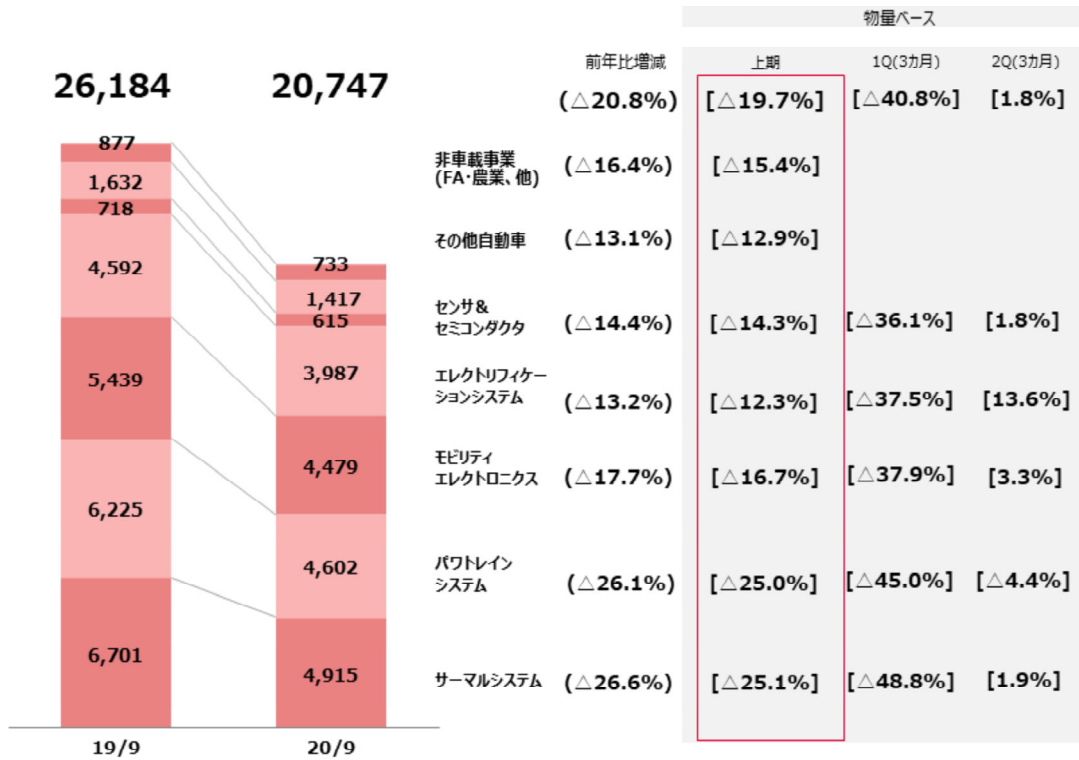 物量ベース
前年比増減 上期 1Q(3カ月) 2Q(3カ月)
26,184 20,747
(△20.8%) [△19.7%] [△40.8%] [1.8%]
877
非車載事業
(FA・農業、他)
(△16.4%) [△15.4%]
1,632
718
その他自動車 (△13.1%) [△12.9%]
4,592
733
1,417
615
センサ&
セミコンダクタ
(△14.4%) [△14.3%] [△36.1%] [1.8%]
5,439
3,987
エレクトリフィケー
ションシステム
(△13.2%) [△12.3%] [△37.5%] [13.6%]
4,479
モビリティ
エレクトロニクス
(△17.7%) [△16.7%] [△37.9%] [3.3%]
6,225
4,602
パワトレイン
システム
(△26.1%) [△25.0%] [△45.0%] [△4.4%]
6,701
4,915
サーマルシステム (△26.6%) [△25.1%] [△48.8%] [1.9%]
19/9 20/9